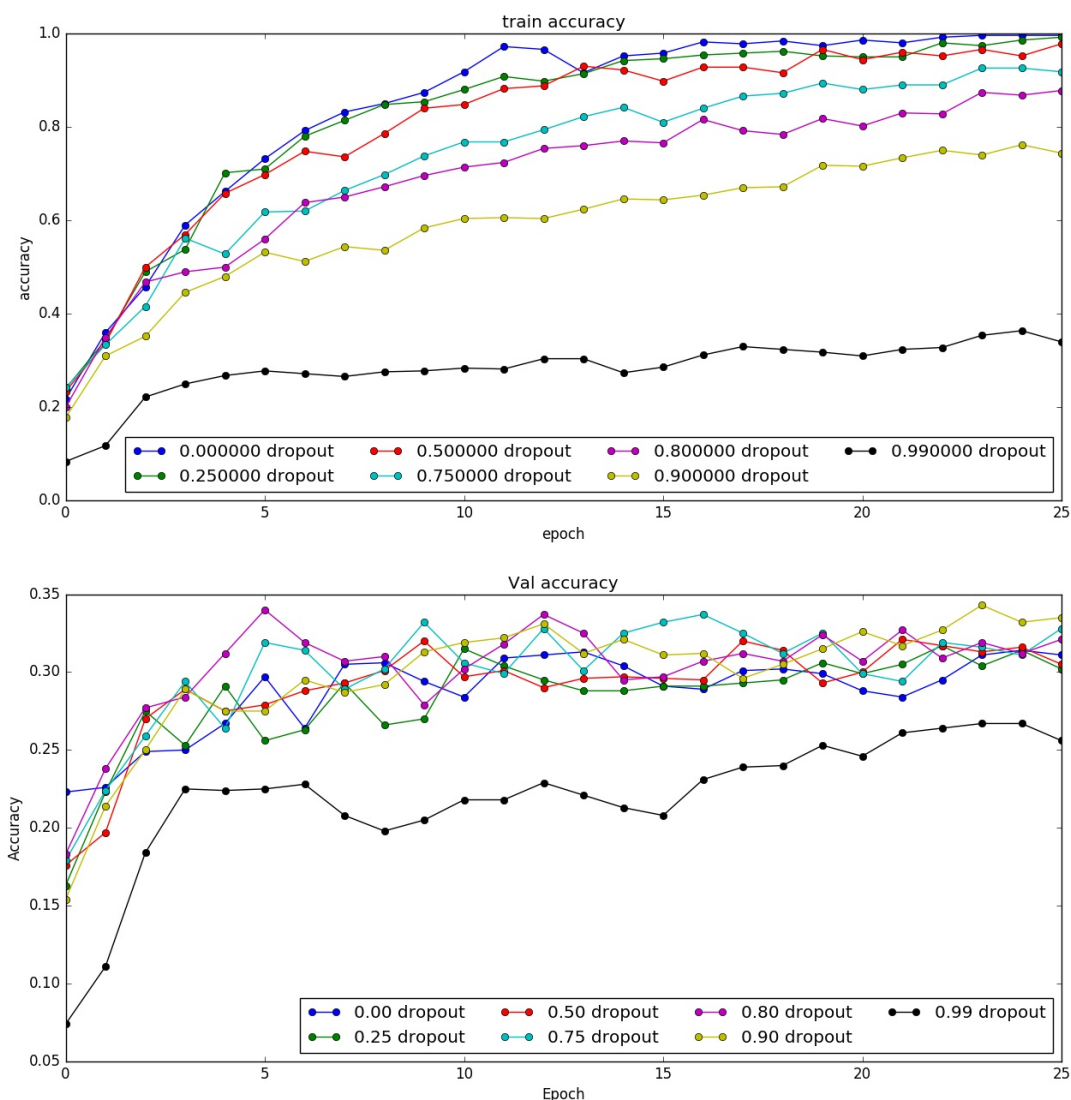 train accuracy
1.0
0.8
0.6
accuracy
0.4
0.2
0.0
0.000000 dropout 0.500000 dropout 0.800000 dropout 0.990000 dropout
0.250000 dropout 0.750000 dropout 0.900000 dropout
0 5 10 15 20 25
epoch
Val accuracy
0.35
0.30
0.25
0.20
Accuracy
0.15
0.10
0.05
0.00 dropout 0.50 dropout 0.80 dropout 0.99 dropout
0.25 dropout 0.75 dropout 0.90 dropout
0 5 10 15 20 25
Epoch